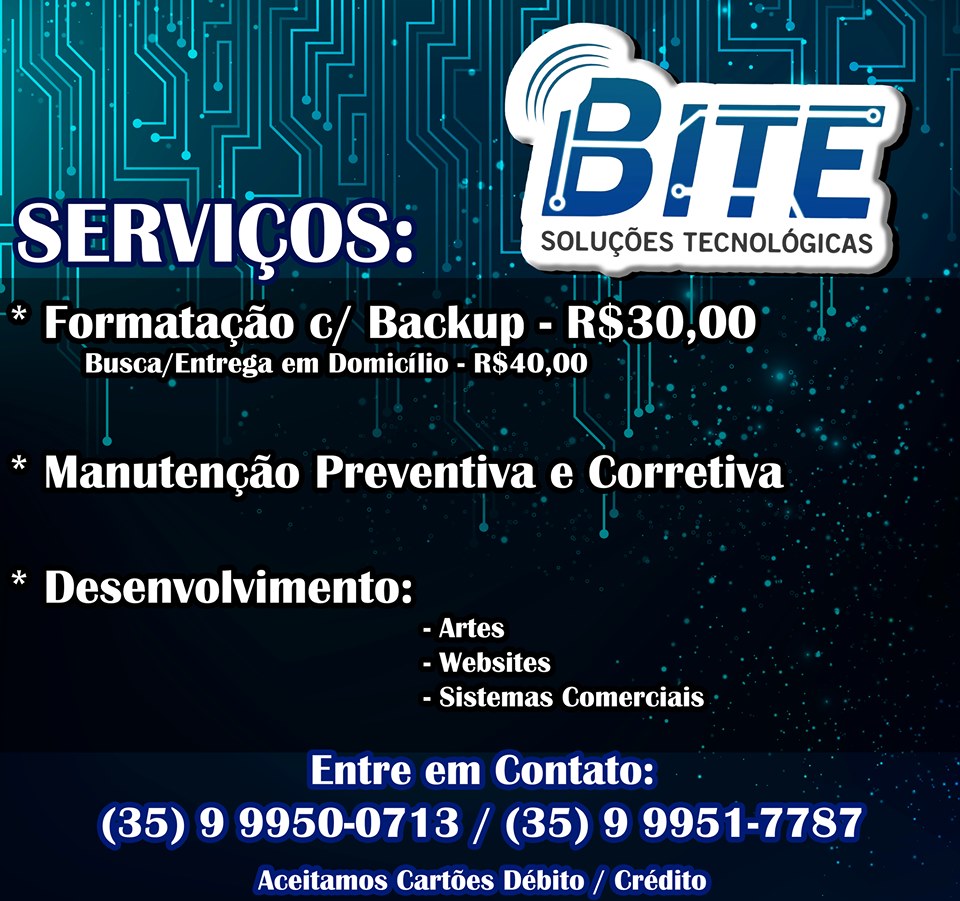 BITE
SOLUÇÕES TECNOLÓGICAS
SERVIÇOS:
* Formatação c/ Backup - R$30,00
Busca/Entrega em Domicílio - R$40,00
* Manutenção Preventiva e Corretiva
* Desenvolvimento:
- Artes
- Websites
- Sistemas Comerciais
Entre em Contato:
(35) 9 9950-0713 / (35) 9 9951-7787
Aceitamos Cartões Débito / Crédito